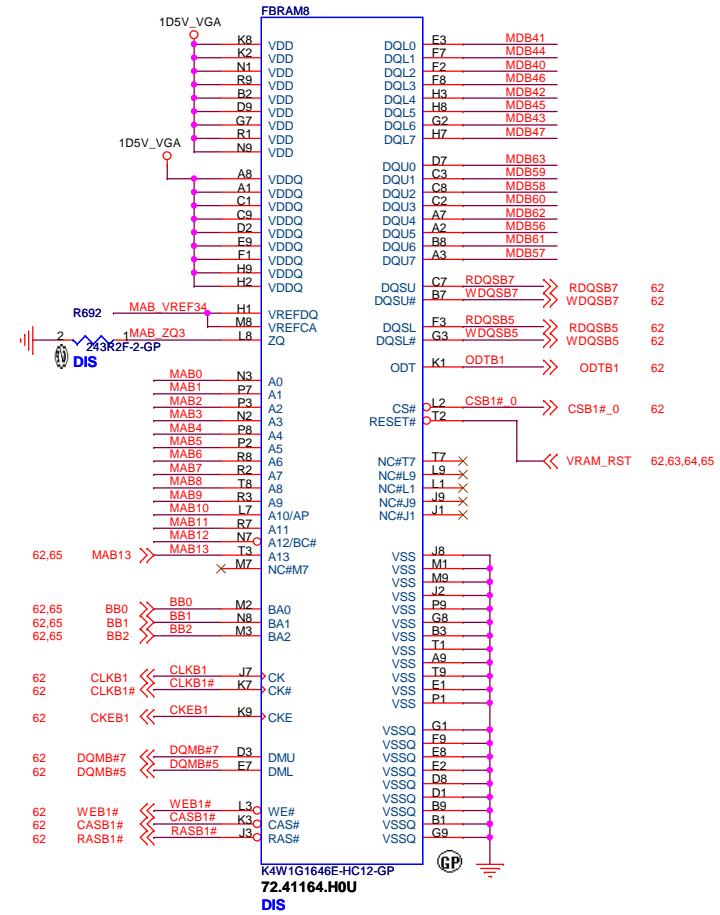 FBRAM8
1D5V_VGA
K8 VDD DQL0 E3 MDB41
K2 VDD DQL1 F7 MDB44
N1 VDD DQL2 F2 MDB40
R9 VDD DQL3 F8 MDB46
B2 VDD DQL4 H3 MDB42
D9 VDD DQL5 H8 MDB45
G7 VDD DQL6 G2 MDB43
R1 VDD DQL7 H7 MDB47
1D5V_VGA N9 VDD
DQU0 D7 MDB63
A8 VDDQ DQU1 C3 MDB59
A1 VDDQ DQU2 C8 MDB58
C1 VDDQ DQU3 C2 MDB60
C9 VDDQ DQU4 A7 MDB62
D2 VDDQ DQU5 A2 MDB56
E9 VDDQ DQU6 B8 MDB61
F1 VDDQ DQU7 A3 MDB57
H9 VDDQ
H2 VDDQ DQSU C7 RDQSB7 RDQSB7 62
DQSU# B7 WDQSB7 WDQSB7 62
R692 MAB_VREF34 H1 VREFDQ
M8 VREFCA DQSL F3 RDQSB5 RDQSB5 62
2 1 MAB_ZQ3 L8 ZQ DQSL# G3 WDQSB5 WDQSB5 62
243R2F-2-GP
DIS
ODT K1 ODTB1 ODTB1 62
MAB0 N3 A0
MAB1 P7 A1
MAB2 P3 A2 CS# L2 CSB1#_0 CSB1#_0 62
MAB3 N2 A3 RESET# T2
MAB4 P8 A4
MAB5 P2 A5
MAB6 R8 A6 NC#T7 T7 VRAM_RST 62,63,64,65
MAB7 R2 A7 NC#L9 L9
MAB8 T8 A8 NC#L1 L1
MAB9 R3 A9 NC#J9 J9
MAB10 L7 A10/AP NC#J1 J1
MAB11 R7 A11
MAB12 N7 A12/BC#
62,65 MAB13 MAB13 T3 A13 VSS J8
M7 NC#M7 VSS M1
VSS M9
VSS J2
62,65 BB0 BB0 M2 BA0 VSS P9
62,65 BB1 BB1 N8 BA1 VSS G8
62,65 BB2 BB2 M3 BA2 VSS B3
VSS T1
VSS A9
62 CLKB1 CLKB1 J7 CK VSS T9
62 CLKB1# CLKB1# K7 CK# VSS E1
VSS P1
62 CKEB1 CKEB1 K9 CKE
VSSQ G1
VSSQ F9
62 DQMB#7 DQMB#7 D3 DMU VSSQ E8
62 DQMB#5 DQMB#5 E7 DML VSSQ E2
VSSQ D8
VSSQ D1
62 WEB1# WEB1# L3 WE# VSSQ B9
62 CASB1# CASB1# K3 CAS# VSSQ B1
62 RASB1# RASB1# J3 RAS# VSSQ G9
GP
K4W1G1646E-HC12-GP
72.41164.H0U
DIS